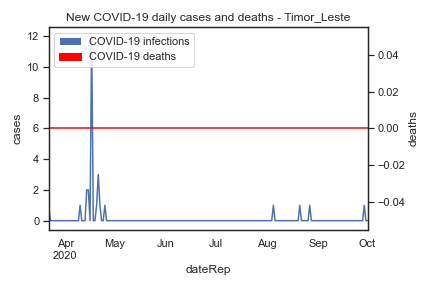 New COVID-19 daily cases and deaths - Timor_Leste
COVID-19 infections
COVID-19 deaths
12
10
8
6
4
2
0
cases
0.04
0.02
0.00
−0.02
−0.04
deaths
Apr May Jun Jul Aug Sep Oct
2020
dateRep